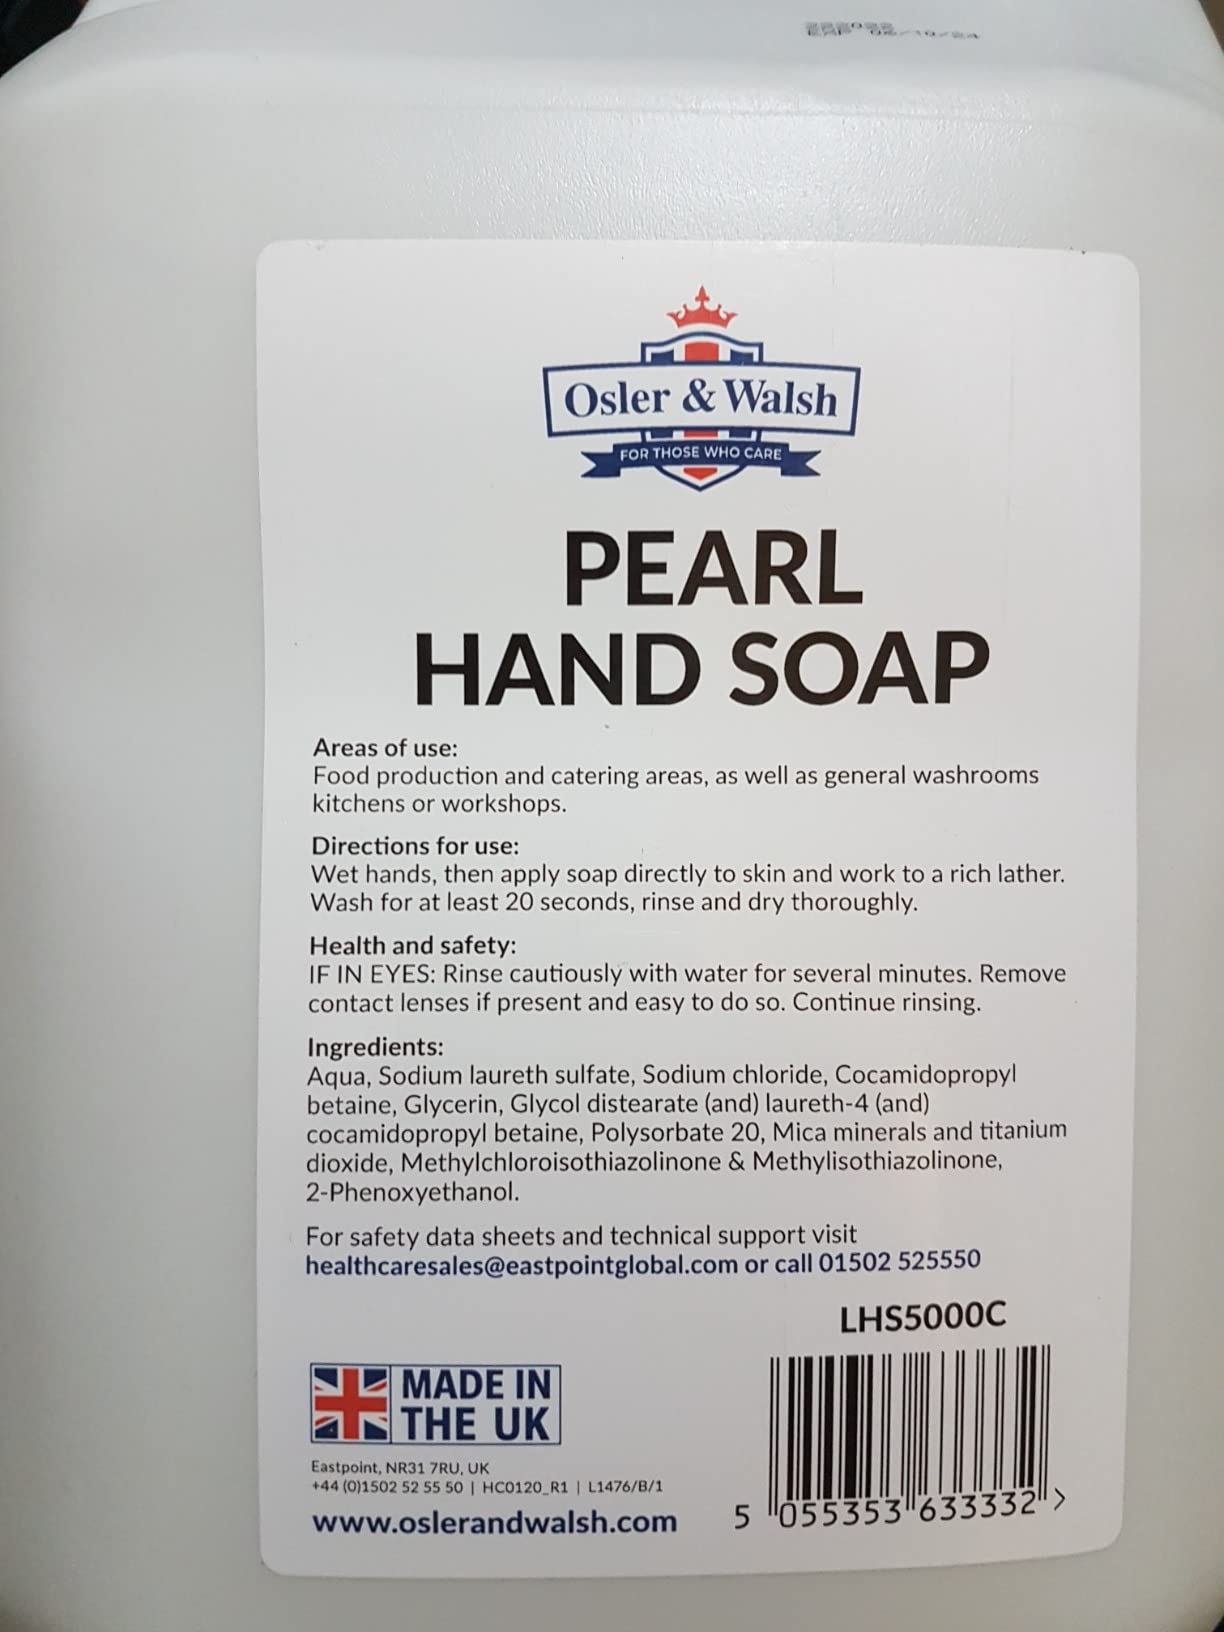 Osler & Walsh
FOR THOSE WHO CARE
PEARL
HAND SOAP
Areas of use:
Food production and catering areas, as well as general washrooms
kitchens or workshops.
Directions for use:
Wet hands, then apply soap directly to skin and work to a rich lather.
Wash for at least 20 seconds, rinse and dry thoroughly.
Health and safety:
IF IN EYES: Rinse cautiously with water for several minutes. Remove
contact lenses if present and easy to do so. Continue rinsing.
Ingredients:
Aqua, Sodium laureth sulfate, Sodium chloride, Cocamidopropyl
betaine, Glycerin, Glycol distearate (and) laureth-4 (and)
cocamidopropyl betaine, Polysorbate 20, Mica minerals and titanium
dioxide, Methylchloroisothiazolinone & Methylisothiazolinone,
2-Phenoxyethanol.
For safety data sheets and technical support visit
healthcaresales@eastpointglobal.com or call 01502 525550
LHS5000C
MADE IN
THE UK
Eastpoint, NR31 7RU, UK
+44 (0)1502 52 55 50 | HC0120_R1 | L1476/B/1
www.oslerandwalsh.com
5 055353 633332 >